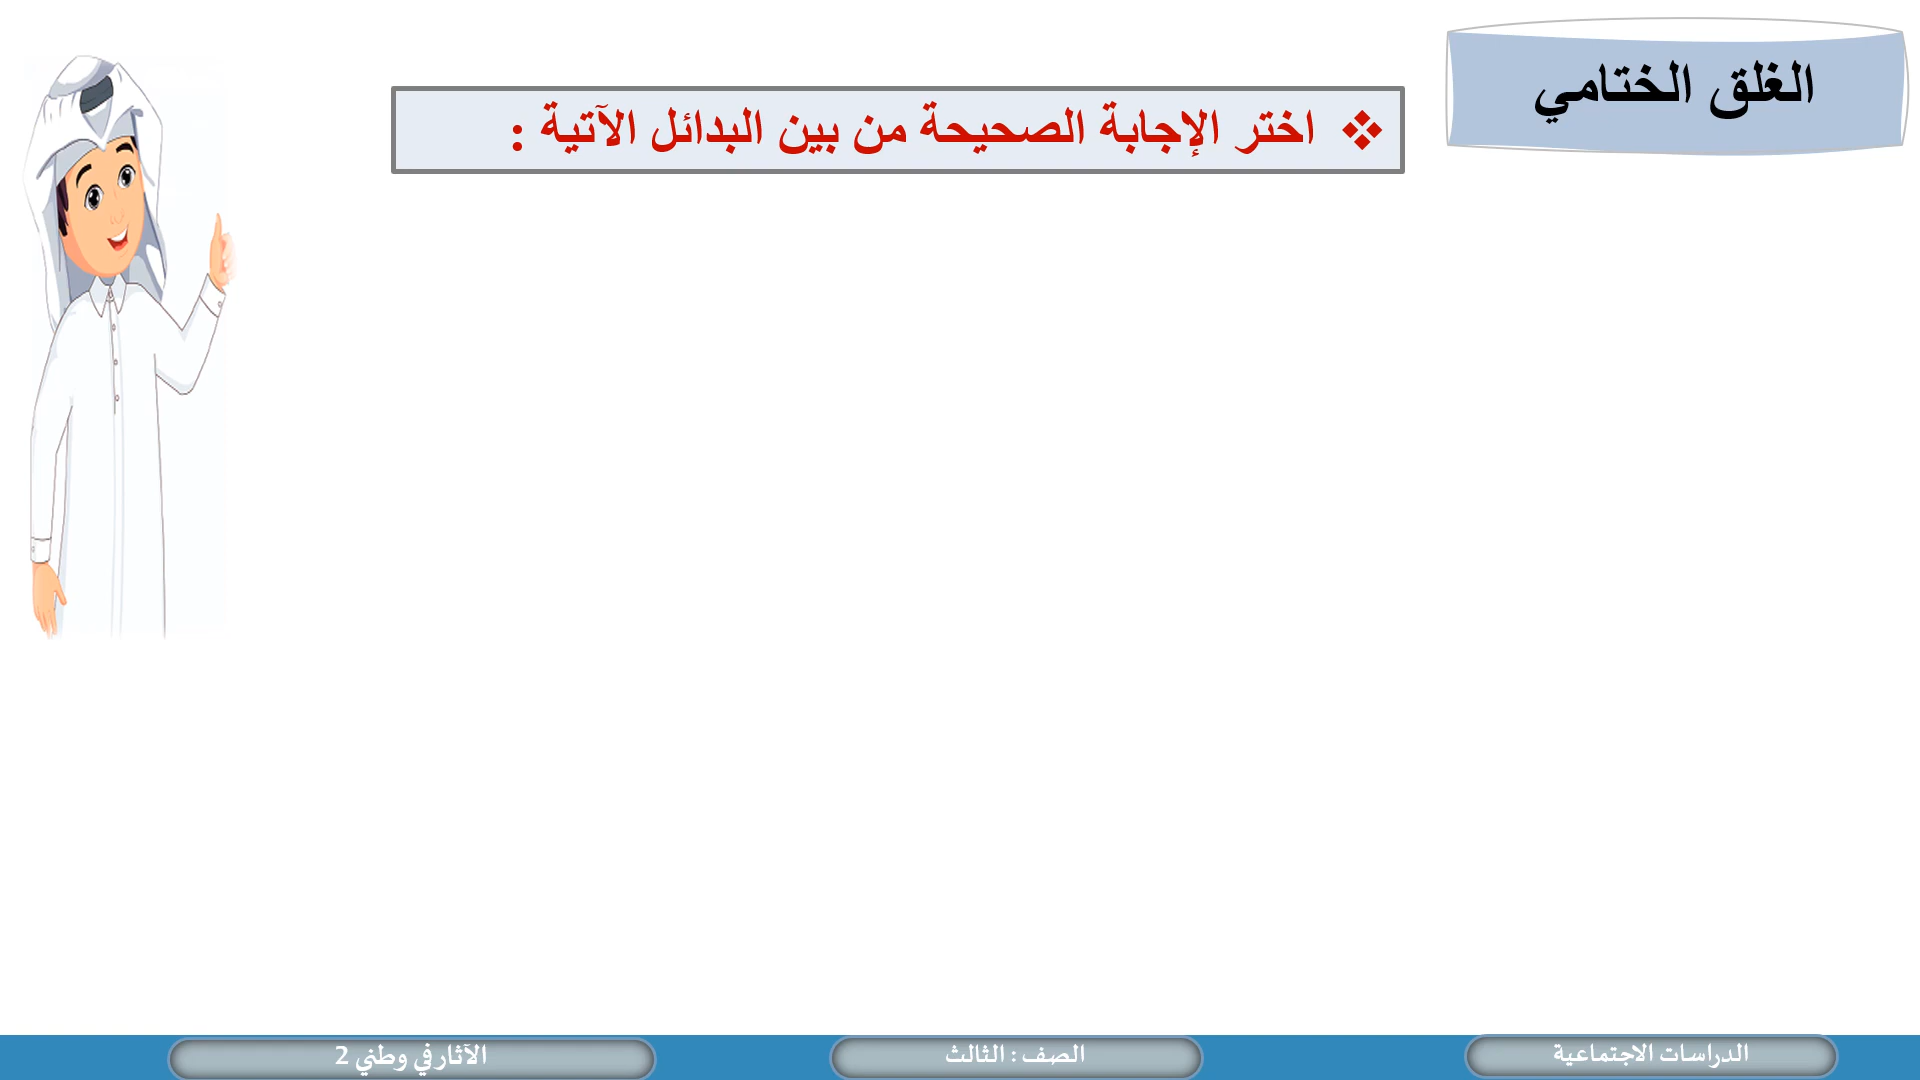 الغلق الختامي
❖ اختر الإجابة الصحيحة من بين البدائل الآتية :
الدراسات الاجتماعية
الصف : الثالث
الآثار في وطني 2